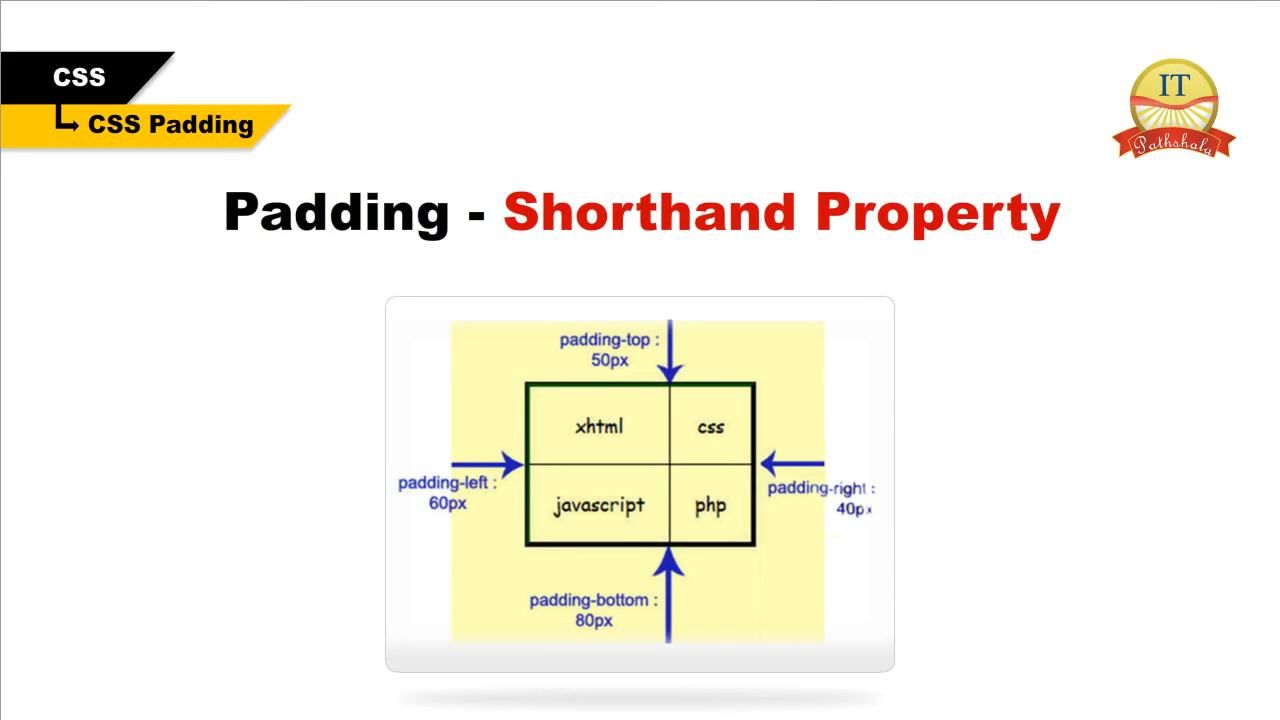 CSS
CSS Padding
IT
Pathshala
Padding - Shorthand Property
padding-top :
50px
xhtml css
padding-left :
60px
padding-right :
40px
javascript php
padding-bottom :
80px